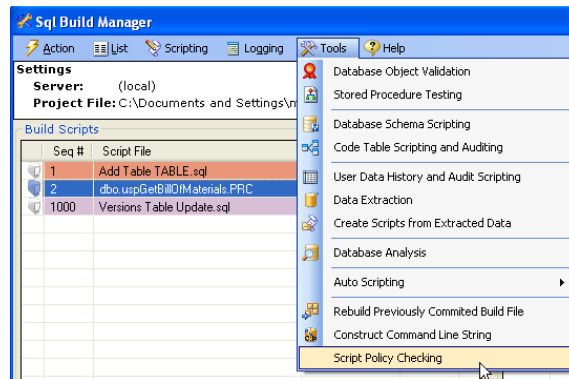 Sql Build Manager
Action List Scripting Logging Tools Help
Settings
Server: (local)
Project File: C:\Documents and Settings\
Build Scripts
Seq # Script File
1 Add Table TABLE.sql
2 dbo.uspGetBillOfMaterials.PRC
1000 Versions Table Update.sql
Database Object Validation
Stored Procedure Testing
Database Schema Scripting
Code Table Scripting and Auditing
User Data History and Audit Scripting
Data Extraction
Create Scripts from Extracted Data
Database Analysis
Auto Scripting
Rebuild Previously Commited Build File
Construct Command Line String
Script Policy Checking